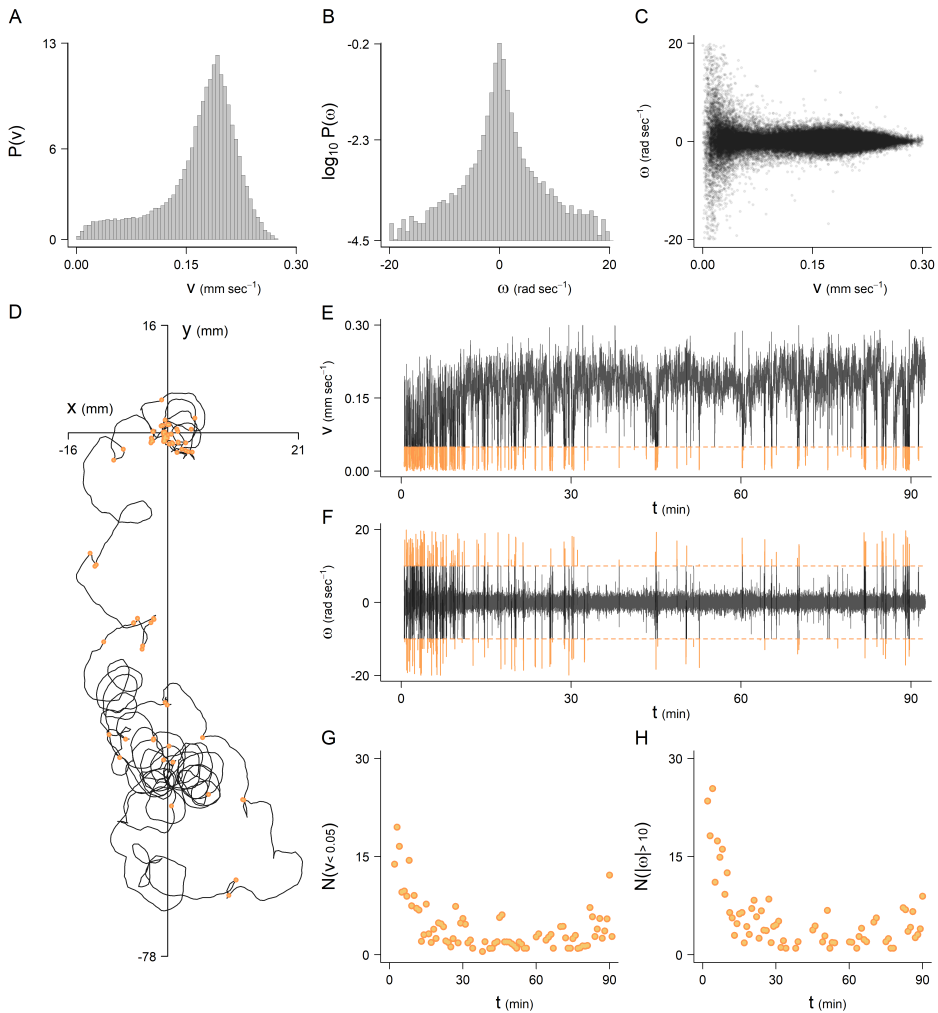 A
P(v)
13
6
0
0.00
0.15
0.30
v (mm sec⁻¹)
B
log₁₀ P(ω)
-0.2
-2.3
-4.5
-20
0
20
ω (rad sec⁻¹)
C
ω (rad sec⁻¹)
20
0
-20
0.00
0.15
0.30
v (mm sec⁻¹)
D
16
y (mm)
x (mm)
-16
21
-78
E
v (mm sec⁻¹)
0.30
0.15
0.00
0
30
60
90
t (min)
F
ω (rad sec⁻¹)
20
0
-20
0
30
60
90
t (min)
G
N(v< 0.05)
30
15
0
0
30
60
90
t (min)
H
N(|ω|> 10)
30
15
0
0
30
60
90
t (min)